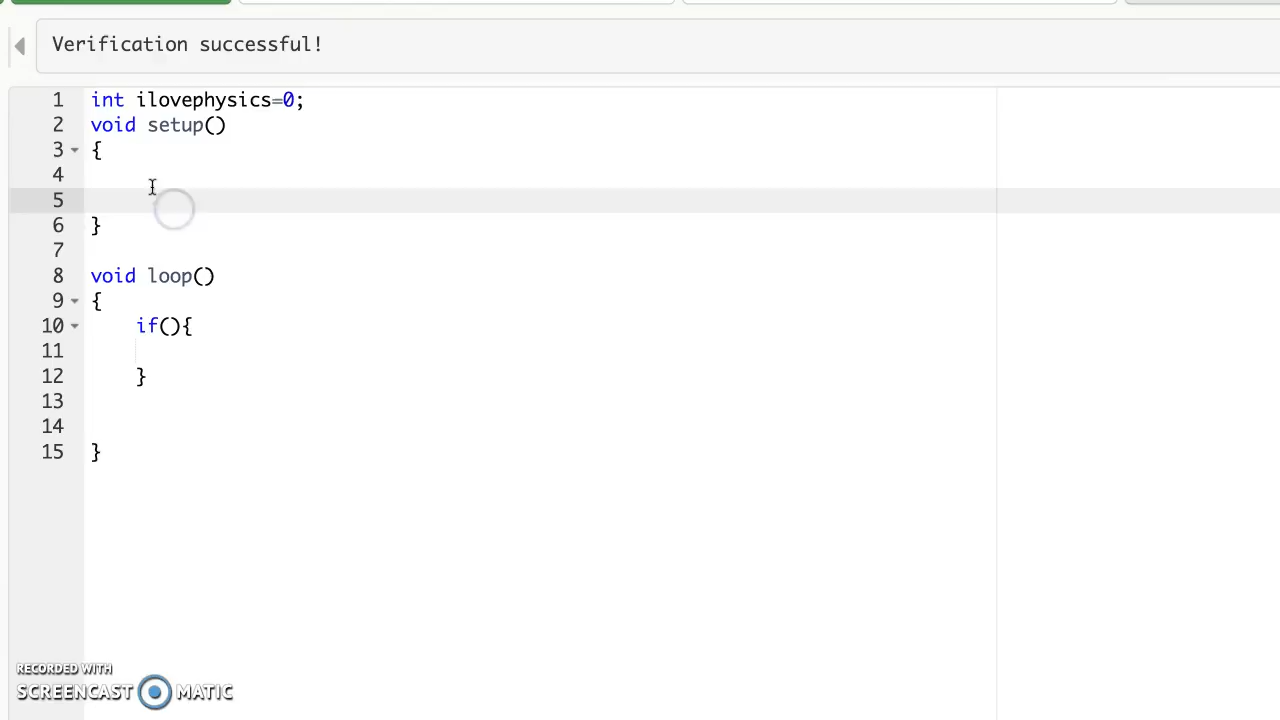 Verification successful!
1 int ilovephysics=0;
2 void setup()
3 {
4
5
6 }
7
8 void loop()
9 {
10 if(){
11
12 }
13
14
15 }
RECORDED WITH
SCREENCAST MATIC